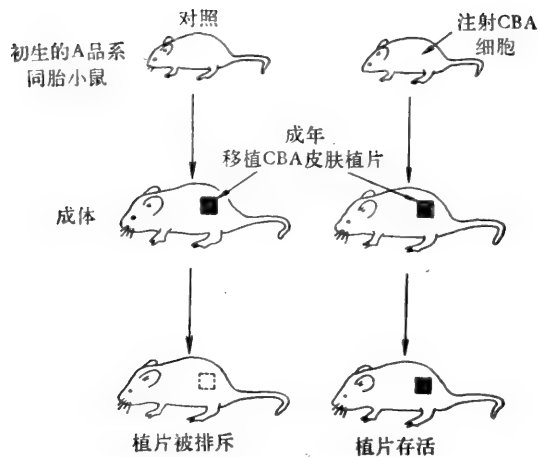 对照
初生的A品系
同胎小鼠
注射CBA
细胞
成年
移植CBA皮肤植片
成体
植片被排斥
植片存活